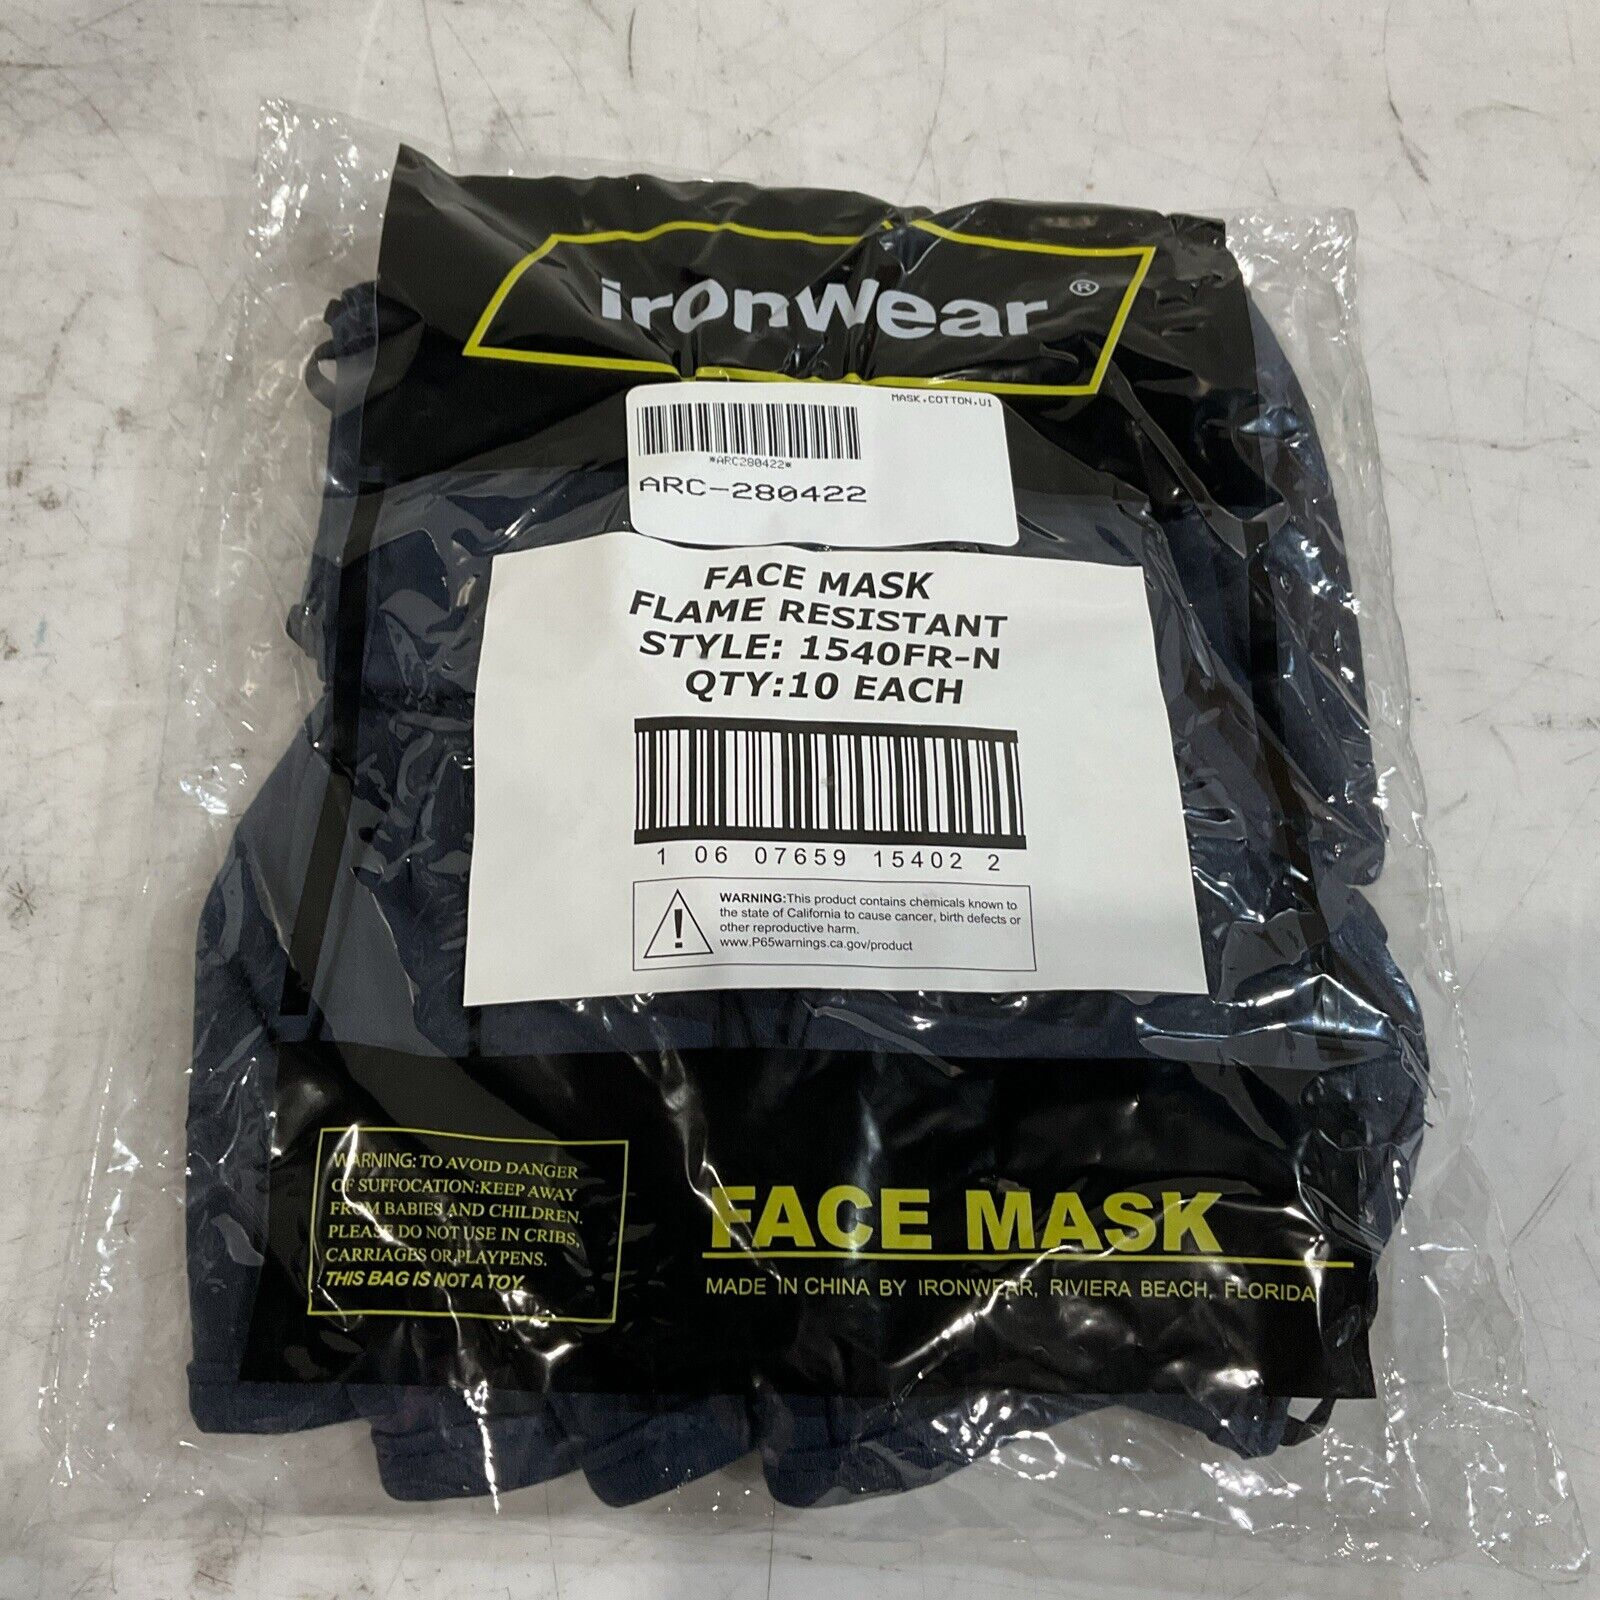 ironwear®
MASK,COTTON,U1
*ARC280422*
ARC-280422
FACE MASK
FLAME RESISTANT
STYLE: 1540FR-N
QTY:10 EACH
1 06 07659 15402 2
WARNING:This product contains chemicals known to
the state of California to cause cancer, birth defects or
other reproductive harm.
www.P65warnings.ca.gov/product
!
WARNING: TO AVOID DANGER
OF SUFFOCATION:KEEP AWAY
FROM BABIES AND CHILDREN.
PLEASE DO NOT USE IN CRIBS,
CARRIAGES OR PLAYPENS.
THIS BAG IS NOT A TOY.
FACE MASK
MADE IN CHINA BY IRONWEAR, RIVIERA BEACH, FLORIDA